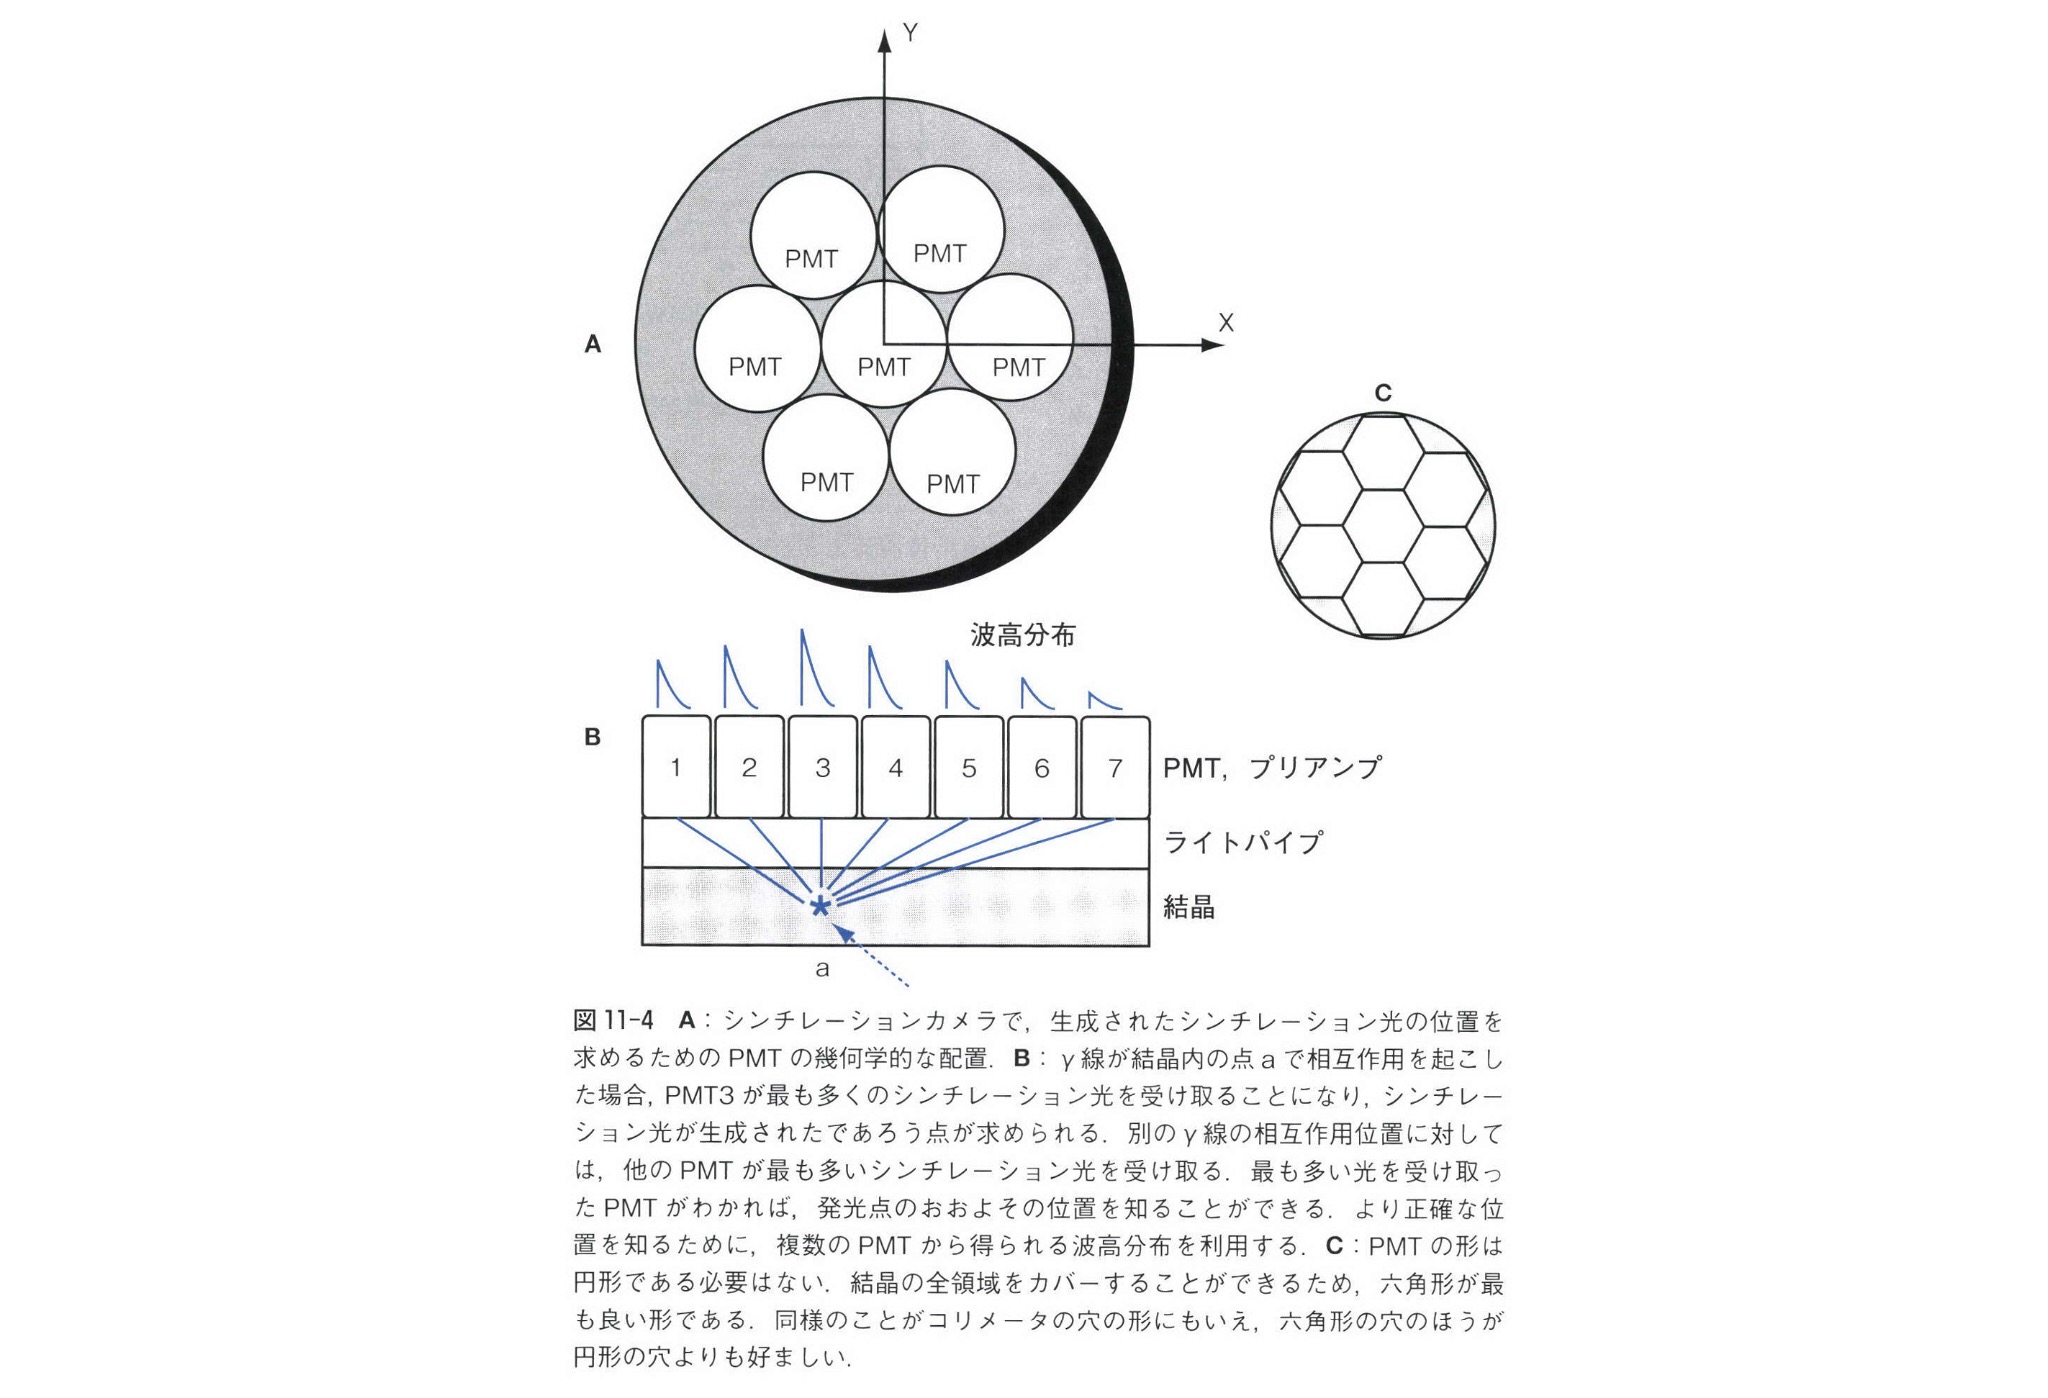 Y
PMT
PMT
X
A
PMT
PMT
PMT
C
PMT
PMT
波高分布
B
1 2 3 4 5 6 7
PMT，プリアンプ
ライトパイプ
結晶
a
図11-4 A：シンチレーションカメラで，生成されたシンチレーション光の位置を
求めるための PMT の幾何学的な配置．B：γ線が結晶内の点 a で相互作用を起こし
た場合，PMT3 が最も多くのシンチレーション光を受け取ることになり，シンチレー
ション光が生成されたであろう点が求められる．別のγ線の相互作用位置に対して
は，他の PMT が最も多いシンチレーション光を受け取る．最も多い光を受け取っ
た PMT がわかれば，発光点のおおよその位置を知ることができる．より正確な位
置を知るために，複数の PMT から得られる波高分布を利用する．C：PMT の形は
円形である必要はない．結晶の全領域をカバーすることができるため，六角形が最
も良い形である．同様のことがコリメータの穴の形にもいえ，六角形の穴のほうが
円形の穴よりも好ましい．